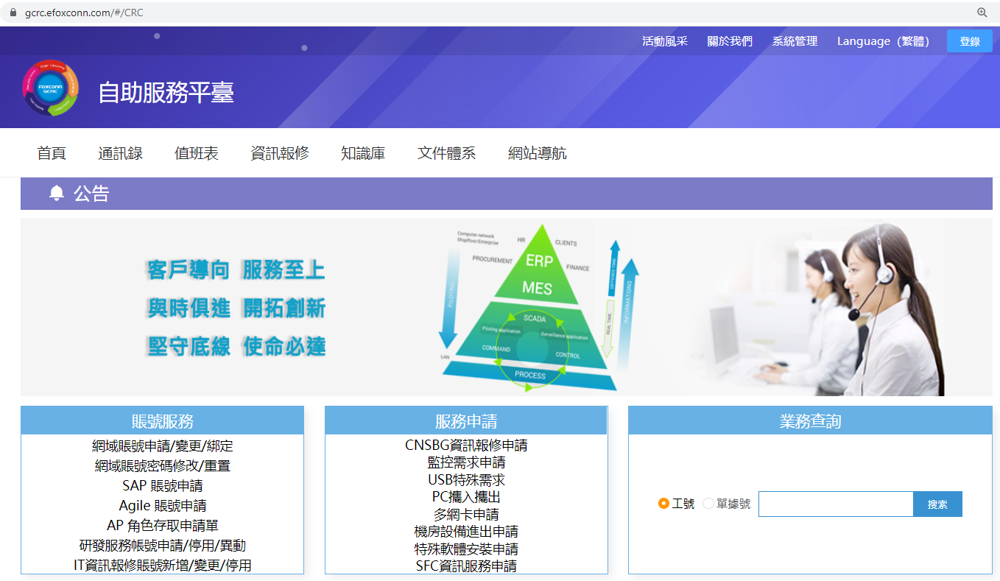 gcrc.efoxconn.com/#/CRC
活動風采 關於我們 系統管理 Language（繁體） 登錄
FOXCONN
GCRC
自助服務平臺
首頁 通訊錄 值班表 資訊報修 知識庫 文件體系 網站導航
公告
客戶導向 服務至上
與時俱進 開拓創新
堅守底線 使命必達
Computer network
Shopfloor/Enterprise
HR
CLIENTS
PROCUREMENT
ERP
FINANCE
MES
PILOTING
DIFFERED TIME
INFORMATIONS
REAL TIME
SCADA
Piloting application
Surveillance application
COMMAND
CONTROL
LAN
PROCESS
賬號服務
網域賬號申請/變更/綁定
網域賬號密碼修改/重置
SAP 賬號申請
Agile 賬號申請
AP 角色存取申請單
研發服務帳號申請/停用/異動
IT資訊報修賬號新增/變更/停用
服務申請
CNSBG資訊報修申請
監控需求申請
USB特殊需求
PC攜入攜出
多網卡申請
機房設備進出申請
特殊軟體安裝申請
SFC資訊服務申請
業務查詢
工號 單據號 搜索